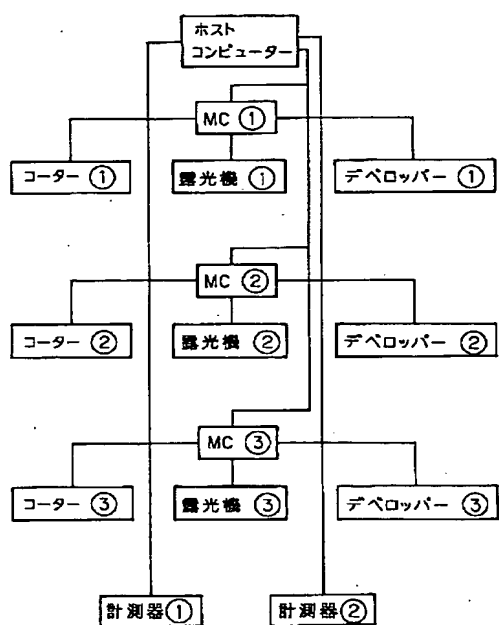 ホスト
コンピューター
MC ①
コーター ①
露光機 ①
デベロッパー ①
MC ②
コーター ②
露光機 ②
デベロッパー ②
MC ③
コーター ③
露光機 ③
デベロッパー ③
計測器 ①
計測器 ②